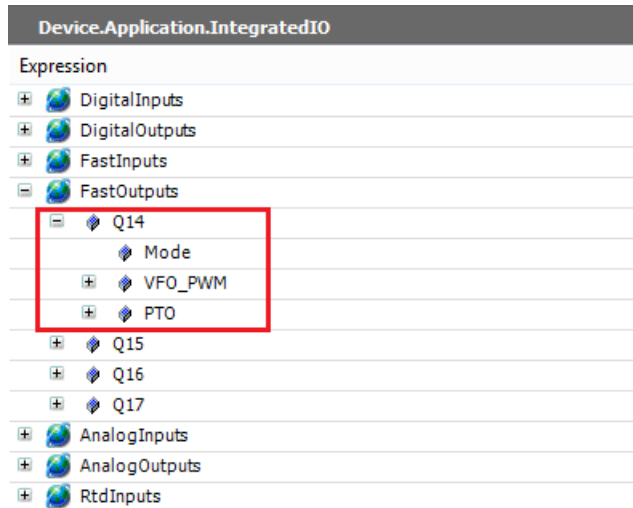 Device.Application.IntegratedIO
Expression
DigitalInputs
DigitalOutputs
FastInputs
FastOutputs
Q14
Mode
VFO_PWM
PTO
Q15
Q16
Q17
AnalogInputs
AnalogOutputs
RtdInputs